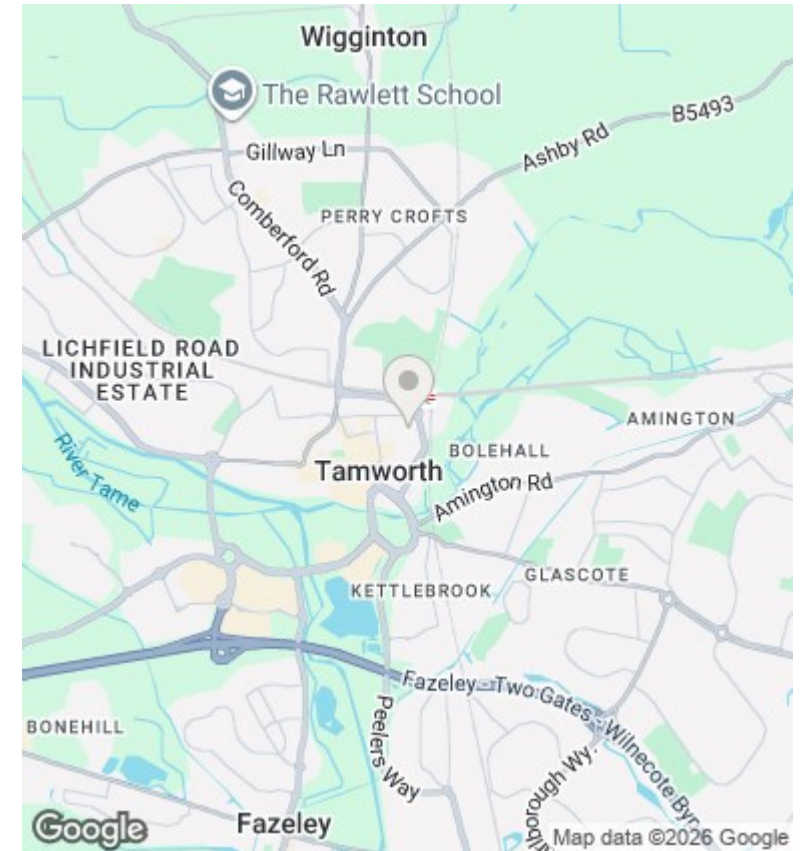 Wigginton
The Rawlett School
B5493
Ashby Rd
Gillway Ln
Comberford Rd
PERRY CROFTS
LICHFIELD ROAD
INDUSTRIAL
ESTATE
AMINGTON
BOLEHALL
River Tame
Tamworth
Amington Rd
GLASCOTE
KETTLEBROOK
Fazeley - Two Gates - Wilnecote Byp
Peelers Way
BONEHILL
rlborough Wy.
Fazeley
Google
Map data ©2026 Google